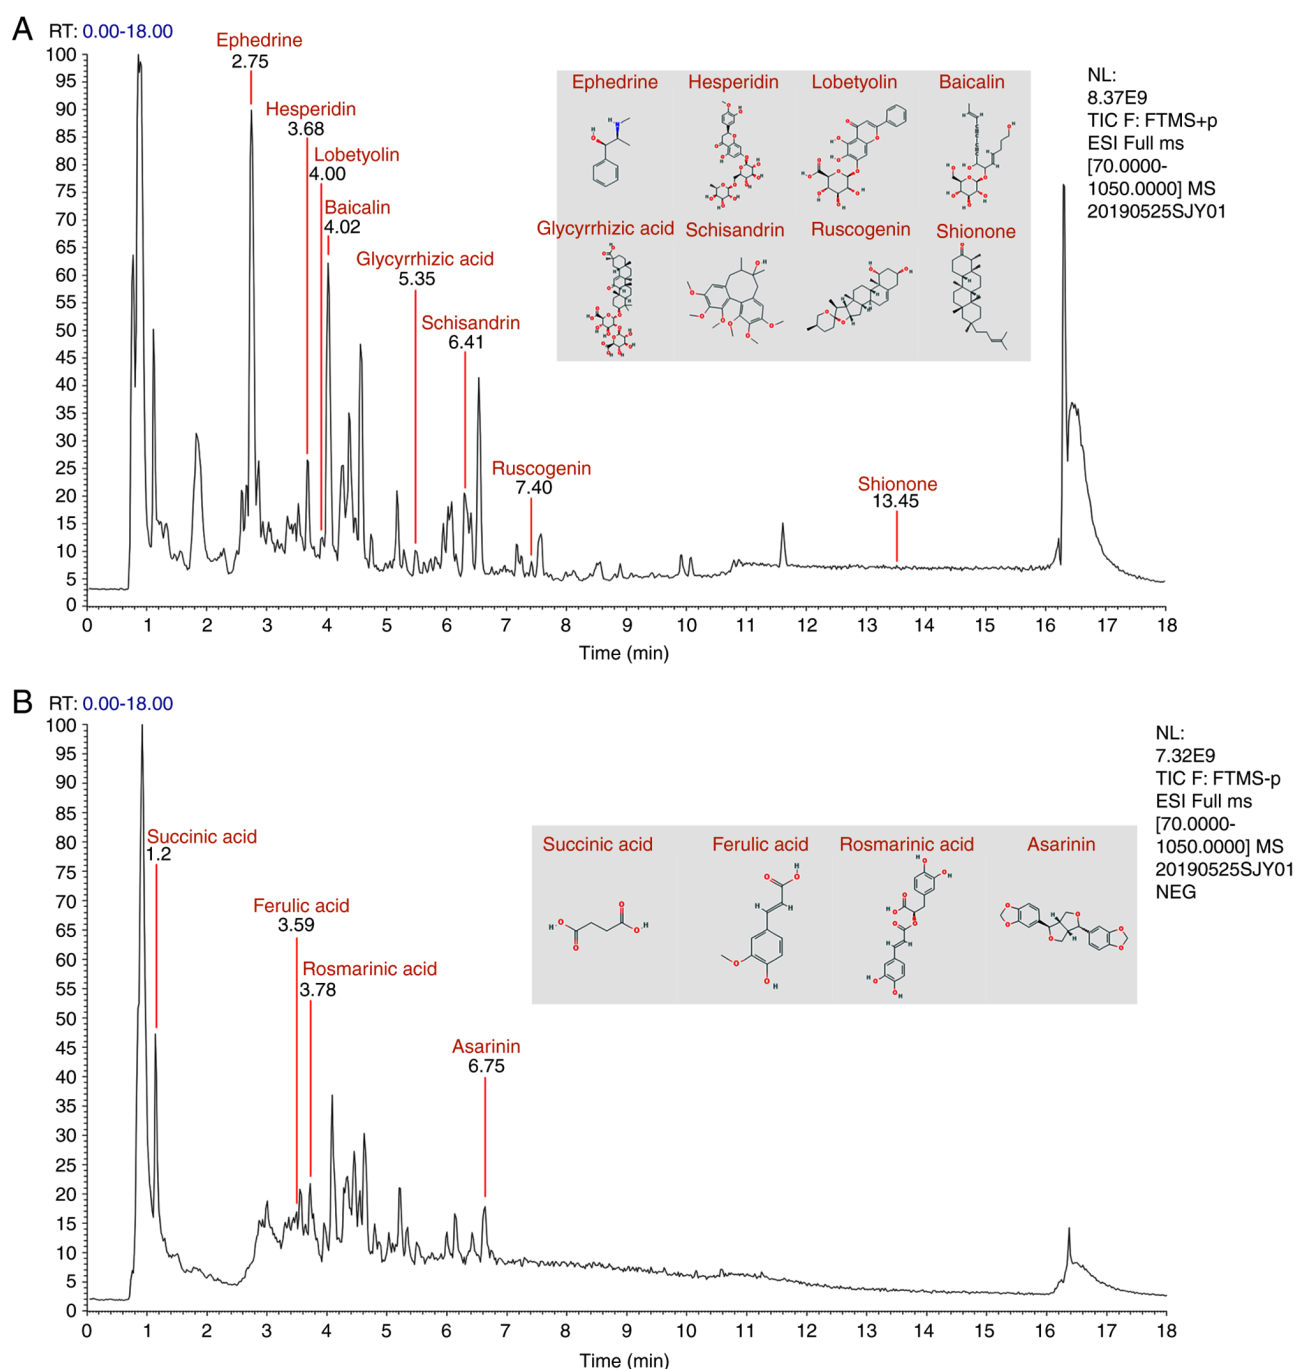 A
RT: 0.00-18.00
Ephedrine
2.75
Hesperidin
3.68
Lobetyolin
4.00
Baicalin
4.02
Glycyrrhizic acid
5.35
Schisandrin
6.41
Ruscogenin
7.40
Shionone
13.45
Ephedrine Hesperidin Lobetyolin Baicalin
Glycyrrhizic acid Schisandrin Ruscogenin Shionone
NL:
8.37E9
TIC F: FTMS+p
ESI Full ms
[70.0000-
1050.0000] MS
20190525SJY01
100
95
90
85
80
75
70
65
60
55
50
45
40
35
30
25
20
15
10
5
0
0 1 2 3 4 5 6 7 8 9 10 11 12 13 14 15 16 17 18
Time (min)
B
RT: 0.00-18.00
Succinic acid
1.2
Ferulic acid
3.59
Rosmarinic acid
3.78
Asarinin
6.75
Succinic acid Ferulic acid Rosmarinic acid Asarinin
NL:
7.32E9
TIC F: FTMS-p
ESI Full ms
[70.0000-
1050.0000] MS
20190525SJY01
NEG
100
95
90
85
80
75
70
65
60
55
50
45
40
35
30
25
20
15
10
5
0
0 1 2 3 4 5 6 7 8 9 10 11 12 13 14 15 16 17 18
Time (min)